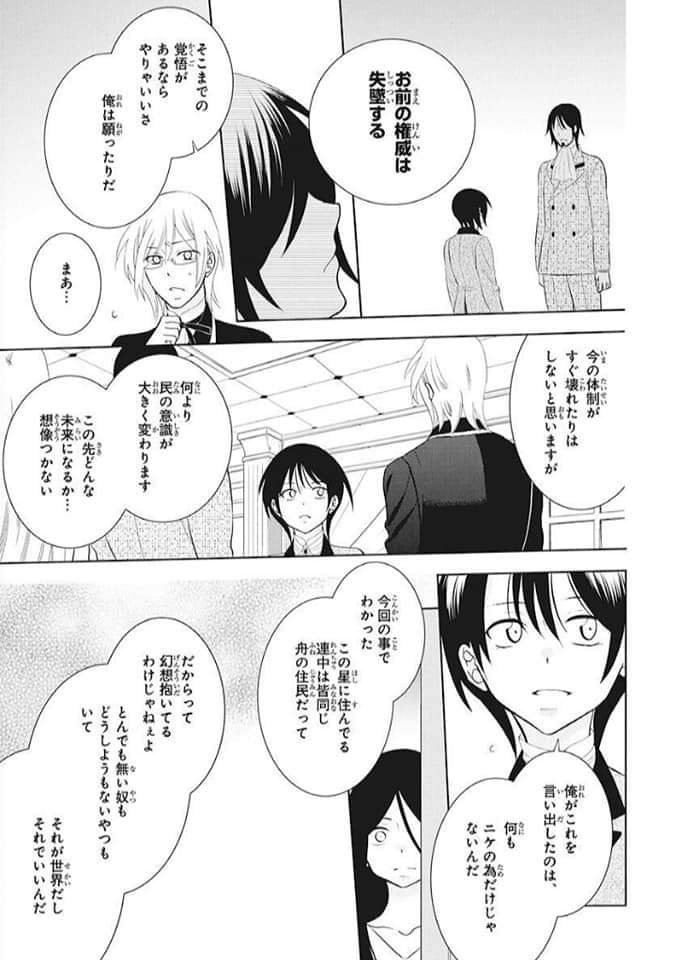 お前の権威は
失墜する
そこまでの
覚悟が
あるなら
やりゃいいさ
俺は願ったりだ
まあ…
今の体制が
すぐ壊れたりは
しないと思いますが
何より
民の意識が
大きく変わります
この先どんな
未来になるか…
想像つかない
俺がこれを
言い出したのは、
何も
ニケの為だけじゃ
ないんだ
今回の事で
わかった
この星に住んでる
連中は皆同じ
舟の住民だって
だからって
幻想抱いてる
わけじゃねぇよ
とんでも無い奴も
どうしようもないやつも
いて
それが世界だし
それでいいんだ